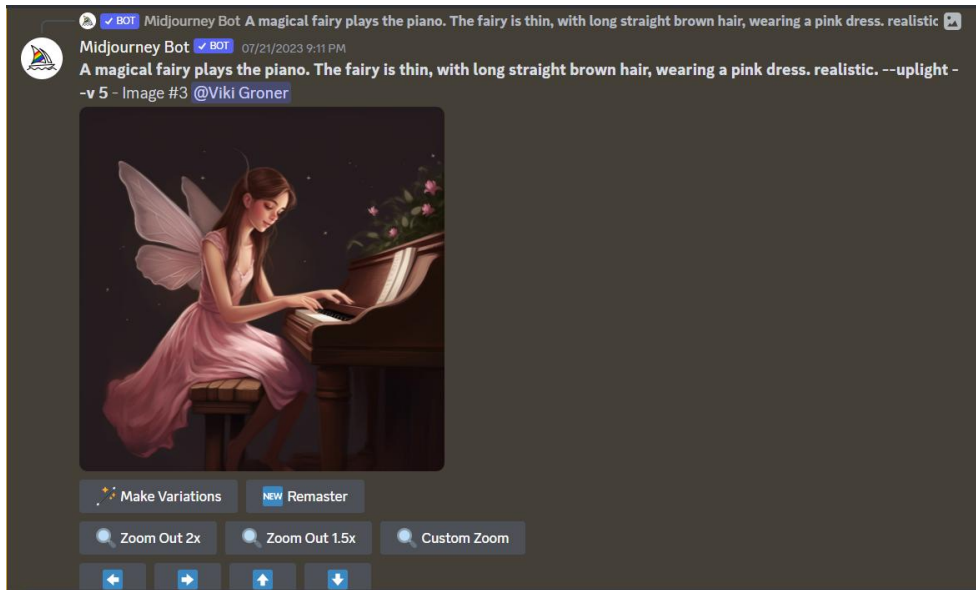 BOT Midjourney Bot A magical fairy plays the piano. The fairy is thin, with long straight brown hair, wearing a pink dress. realistic
Midjourney Bot BOT 07/21/2023 9:11 PM
A magical fairy plays the piano. The fairy is thin, with long straight brown hair, wearing a pink dress. realistic. --uplight -
-v 5 - Image #3 @Viki Groner
Make Variations NEW Remaster
Zoom Out 2x Zoom Out 1.5x Custom Zoom